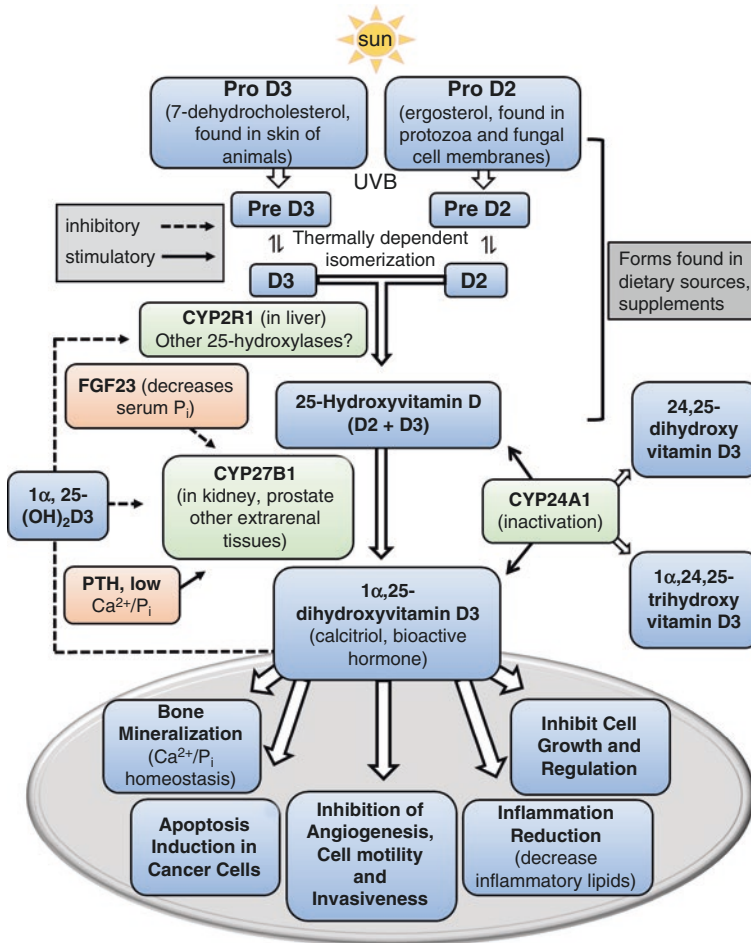 sun
Pro D3
(7-dehydrocholesterol,
found in skin of
animals)
Pro D2
(ergosterol, found in
protozoa and fungal
cell membranes)
UVB
Pre D3
Pre D2
inhibitory
stimulatory
Thermally dependent
isomerization
D3
D2
Forms found in
dietary sources,
supplements
CYP2R1 (in liver)
Other 25-hydroxylases?
FGF23 (decreases
serum Pi)
25-Hydroxyvitamin D
(D2 + D3)
24,25-
dihydroxy
vitamin D3
1α, 25-
(OH)2D3
CYP27B1
(in kidney, prostate
other extrarenal
tissues)
CYP24A1
(inactivation)
PTH, low
Ca2+/Pi
1α,25-
dihydroxyvitamin D3
(calcitriol, bioactive
hormone)
1α,24,25-
trihydroxy
vitamin D3
Bone
Mineralization
(Ca2+/Pi
homeostasis)
Inhibit Cell
Growth and
Regulation
Apoptosis
Induction in
Cancer Cells
Inhibition of
Angiogenesis,
Cell motility
and
Invasiveness
Inflammation
Reduction
(decrease
inflammatory lipids)